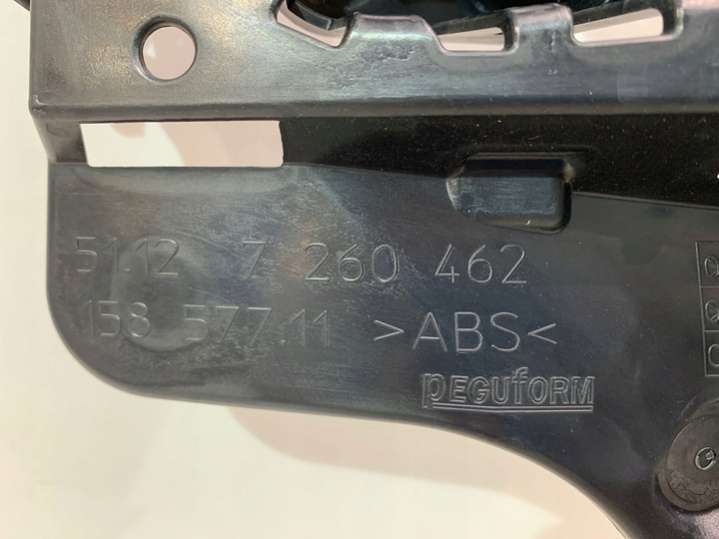 51.12 7 260 462
158 577.11 >ABS<
PEGUFORM